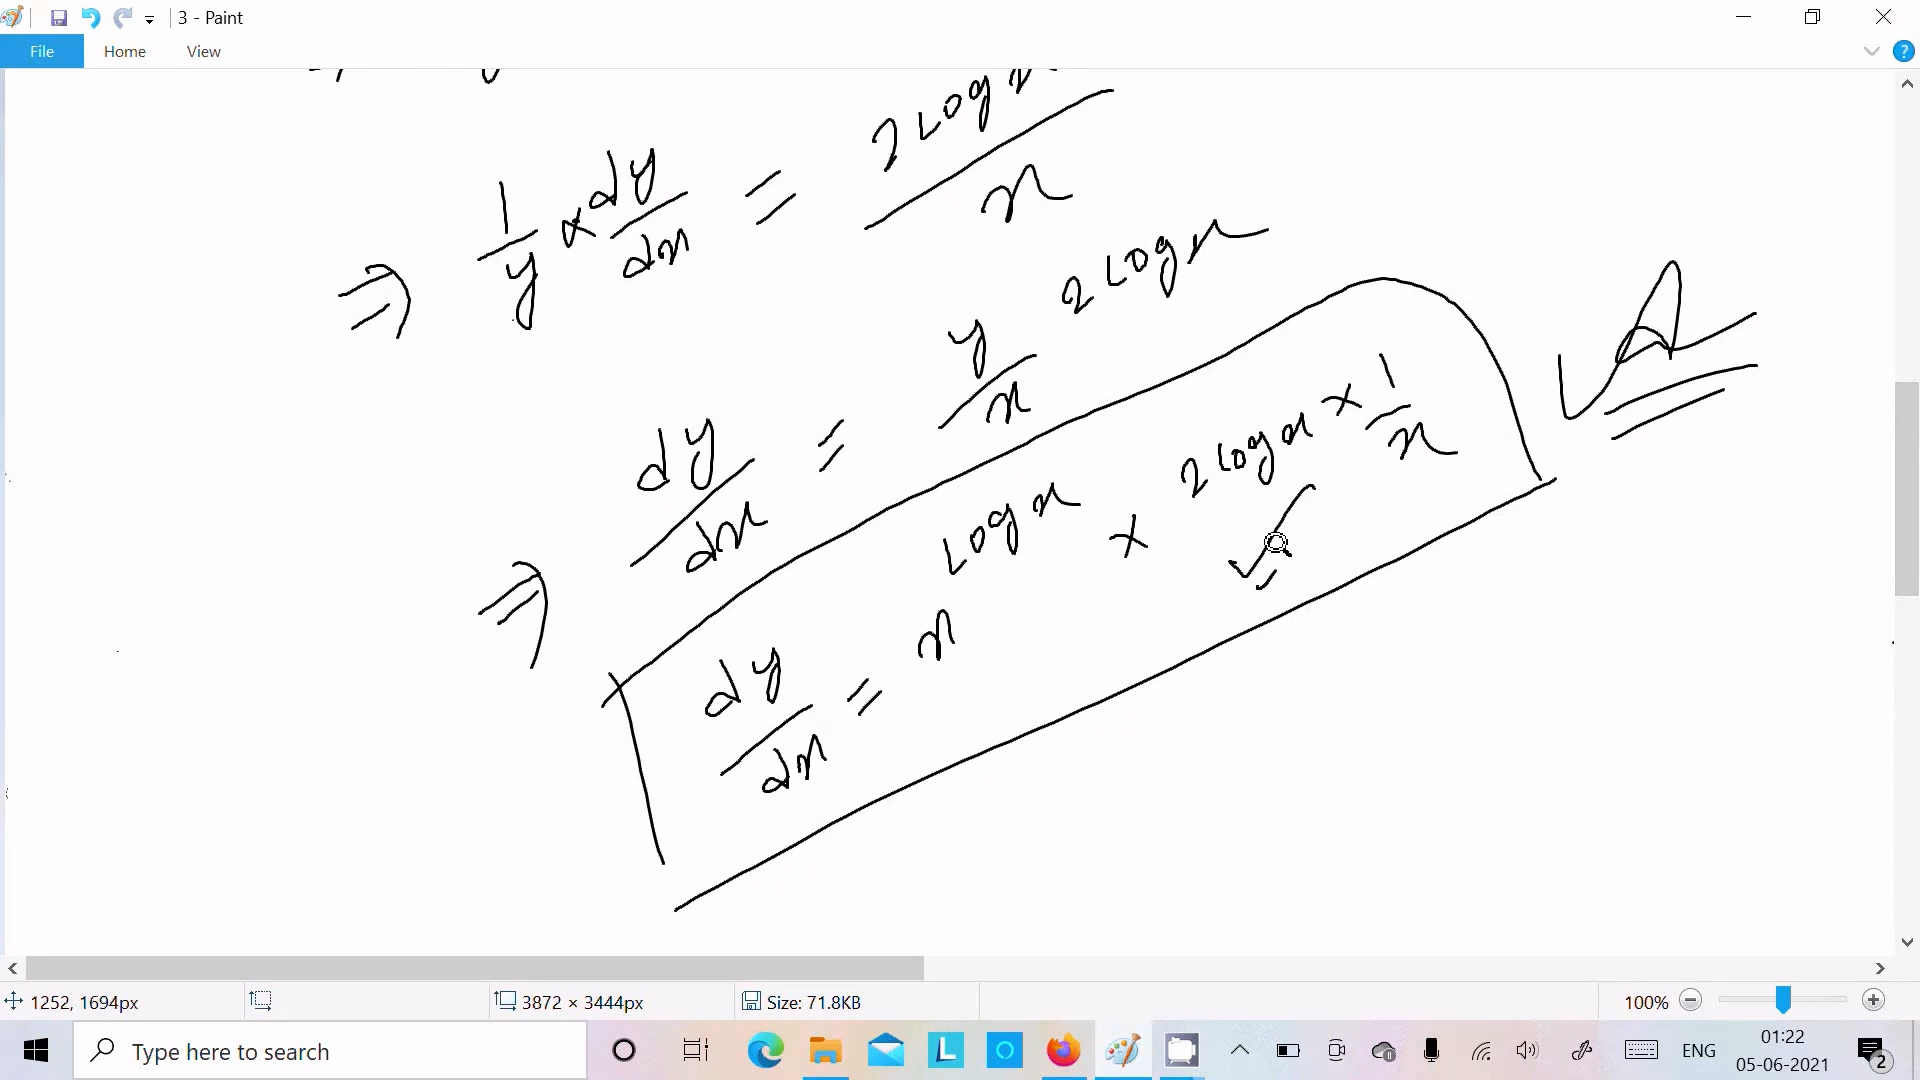 3 - Paint
File Home View
⇒ 1/y × dy/dx = 2 Log x / x
⇒ dy/dx = y/x 2 Log x
⇒ dy/dx = x^Log x × 2 Log x × 1/x
1252, 1694px 3872 × 3444px Size: 71.8KB 100%
Type here to search ENG 01:22
05-06-2021 2